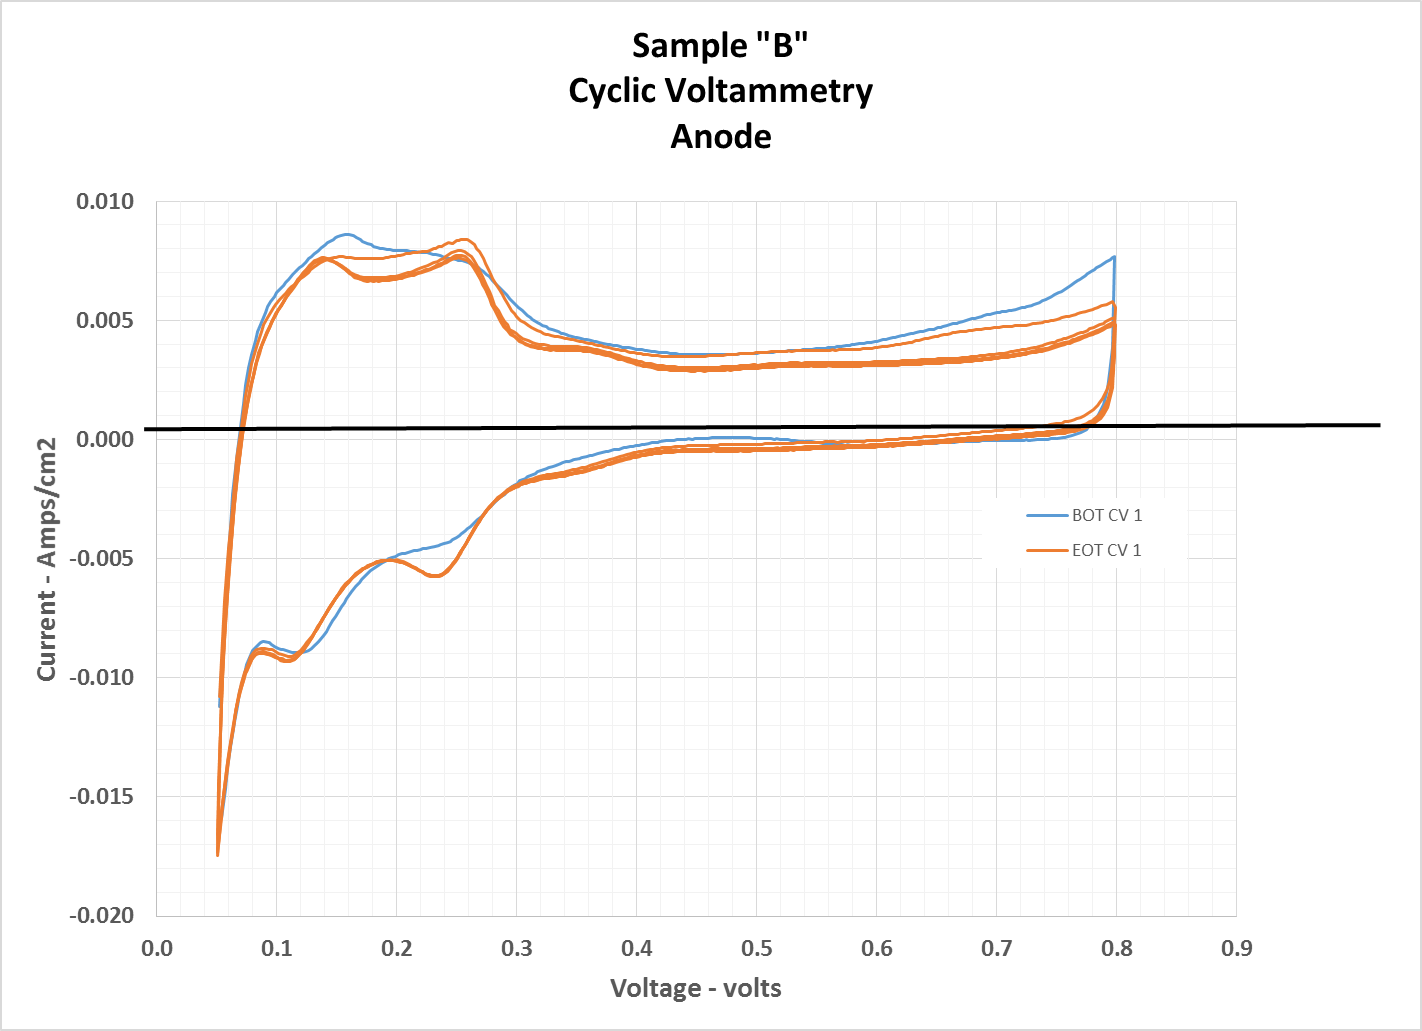 Sample "B"
Cyclic Voltammetry
Anode
0.010
0.005
0.000
-0.005
-0.010
-0.015
-0.020
Current - Amps/cm2
BOT CV 1
EOT CV 1
0.0 0.1 0.2 0.3 0.4 0.5 0.6 0.7 0.8 0.9
Voltage - volts